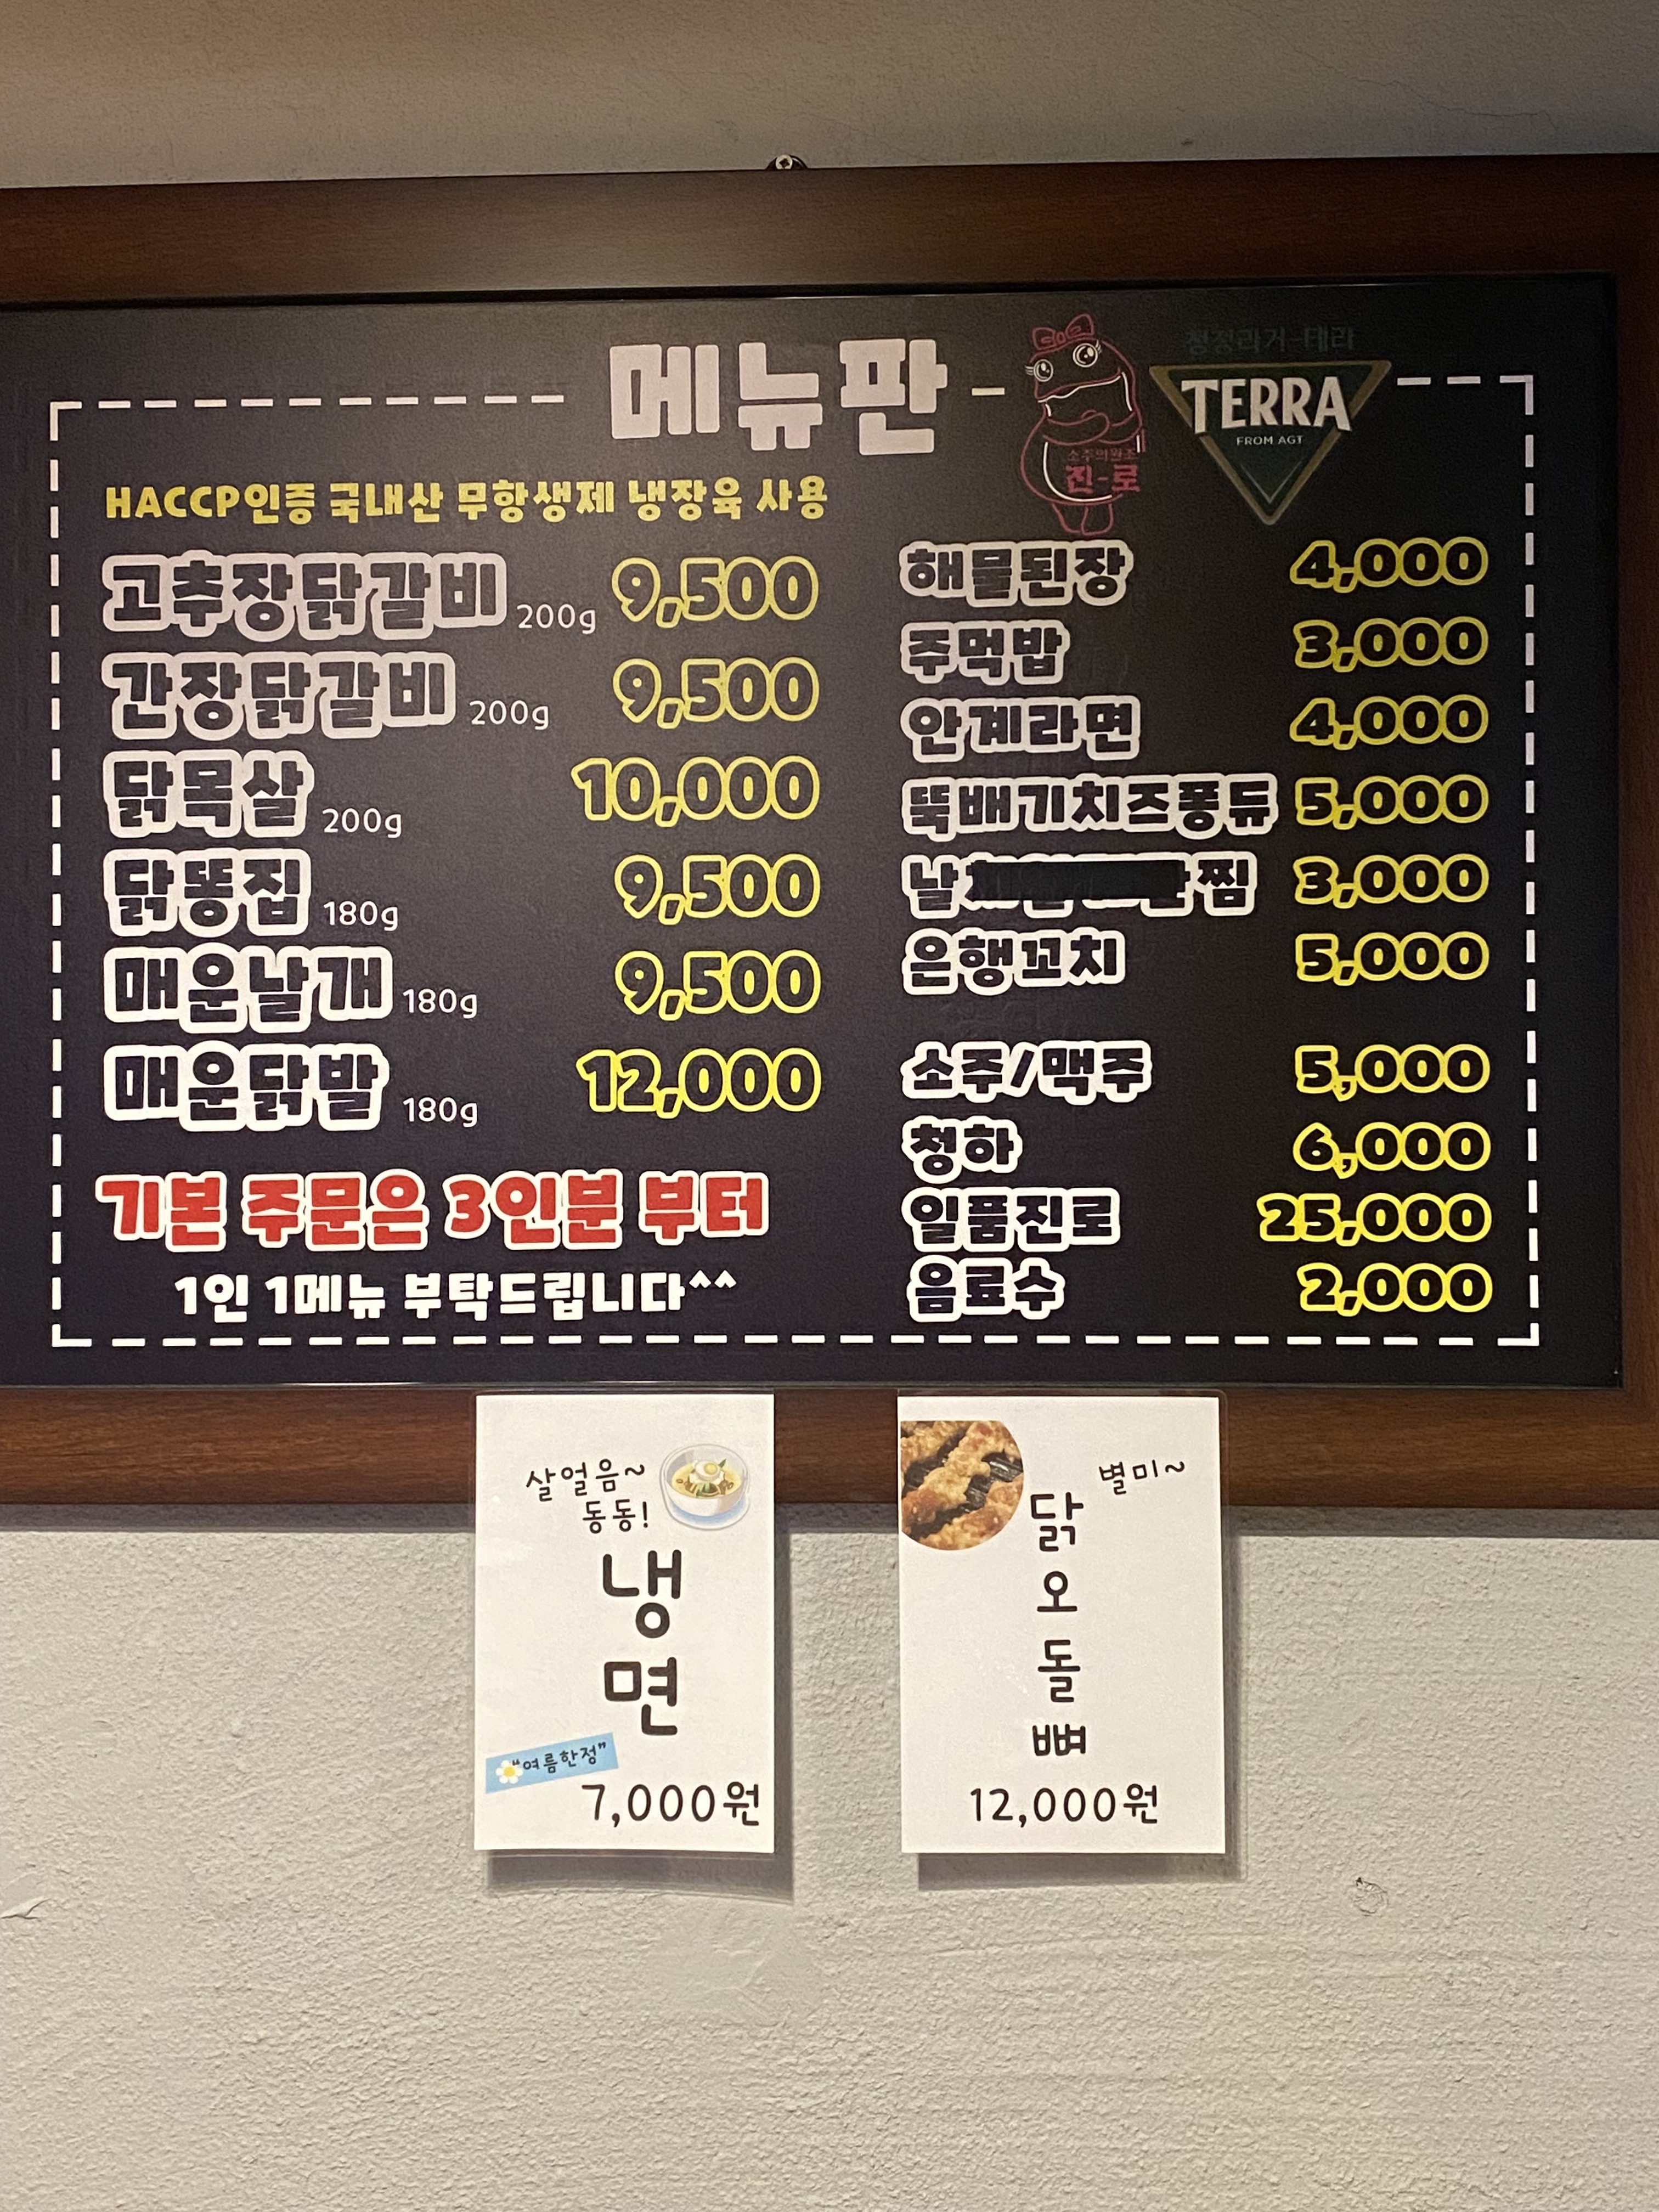 메뉴판
소주의원조
진-로
청정라거-테라
TERRA
FROM AGT
HACCP인증 국내산 무항생제 냉장육 사용
고추장닭갈비 200g 9,500
간장닭갈비 200g 9,500
닭목살 200g 10,000
닭똥집 180g 9,500
매운날개 180g 9,500
매운닭발 180g 12,000
기본 주문은 3인분 부터
1인 1메뉴 부탁드립니다^^
해물된장 4,000
주먹밥 3,000
안계라면 4,000
뚝배기치즈퐁듀 5,000
날 찜 3,000
은행꼬치 5,000
소주/맥주 5,000
청하 6,000
일품진로 25,000
음료수 2,000
살얼음~
동동!
냉
면
"여름한정"
7,000원
별미~
닭
오
돌
뼈
12,000원